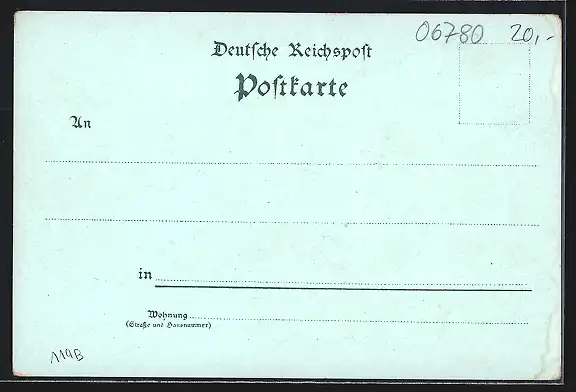 06780 20,-
Deutsche Reichspost
Postkarte
An
in
Wohnung
(Straße und Hausnummer)
119B